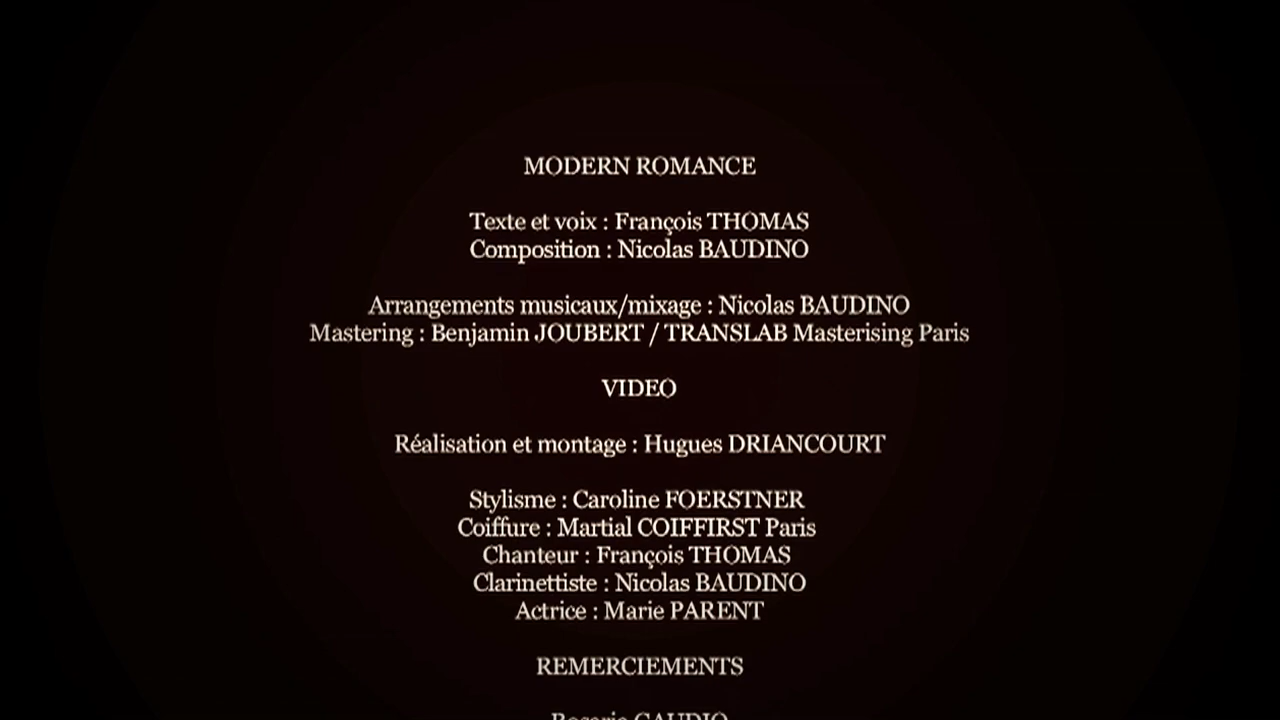 MODERN ROMANCE
Texte et voix : François THOMAS
Composition : Nicolas BAUDINO
Arrangements musicaux/mixage : Nicolas BAUDINO
Mastering : Benjamin JOUBERT / TRANSLAB Masterising Paris
VIDEO
Réalisation et montage : Hugues DRIANCOURT
Stylisme : Caroline FOERSTNER
Coiffure : Martial COIFFIRST Paris
Chanteur : François THOMAS
Clarinettiste : Nicolas BAUDINO
Actrice : Marie PARENT
REMERCIEMENTS